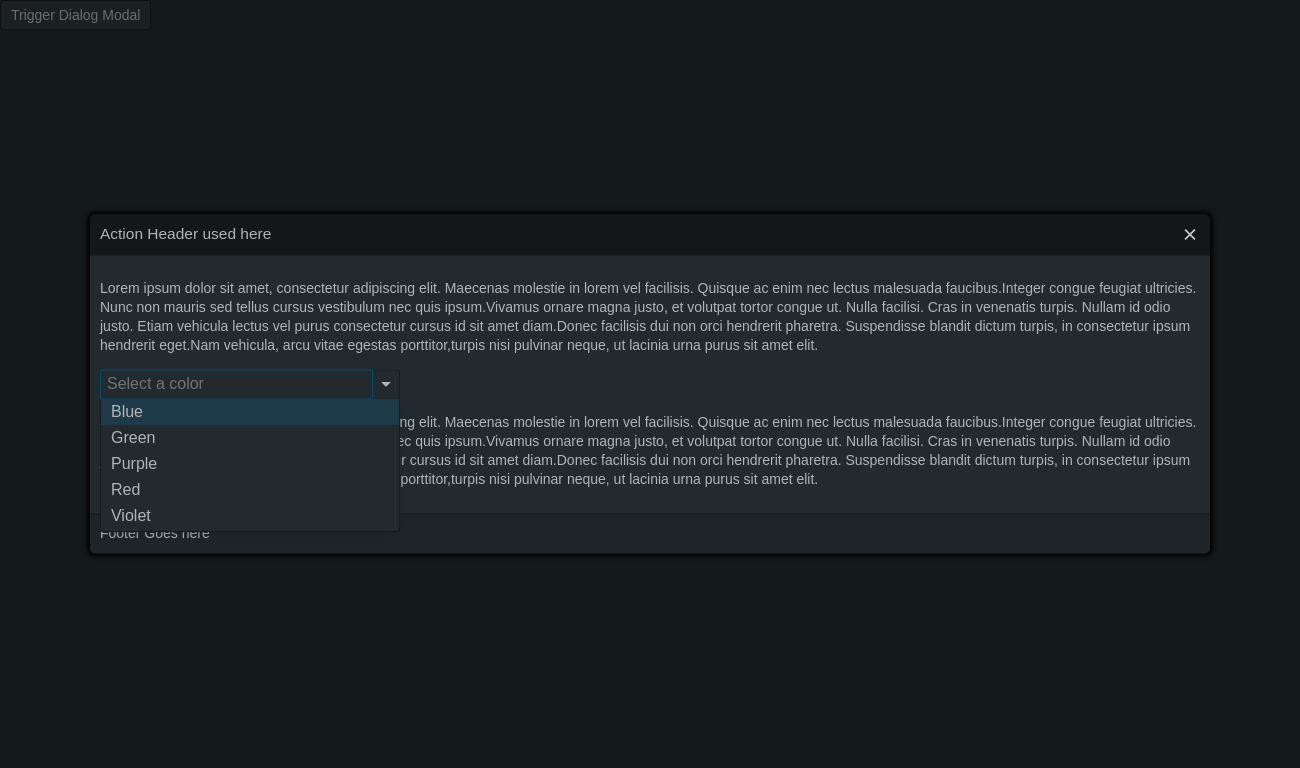 Trigger Dialog Modal
Action Header used here
Lorem ipsum dolor sit amet, consectetur adipiscing elit. Maecenas molestie in lorem vel facilisis. Quisque ac enim nec lectus malesuada faucibus.Integer congue feugiat ultricies.
Nunc non mauris sed tellus cursus vestibulum nec quis ipsum.Vivamus ornare magna justo, et volutpat tortor congue ut. Nulla facilisi. Cras in venenatis turpis. Nullam id odio
justo. Etiam vehicula lectus vel purus consectetur cursus id sit amet diam.Donec facilisis dui non orci hendrerit pharetra. Suspendisse blandit dictum turpis, in consectetur ipsum
hendrerit eget.Nam vehicula, arcu vitae egestas porttitor,turpis nisi pulvinar neque, ut lacinia urna purus sit amet elit.
Select a color
Blue
Green
Purple
Red
Violet
elit. Maecenas molestie in lorem vel facilisis. Quisque ac enim nec lectus malesuada faucibus.Integer congue feugiat ultricies.
quis ipsum.Vivamus ornare magna justo, et volutpat tortor congue ut. Nulla facilisi. Cras in venenatis turpis. Nullam id odio
cursus id sit amet diam.Donec facilisis dui non orci hendrerit pharetra. Suspendisse blandit dictum turpis, in consectetur ipsum
porttitor,turpis nisi pulvinar neque, ut lacinia urna purus sit amet elit.
Footer Goes here